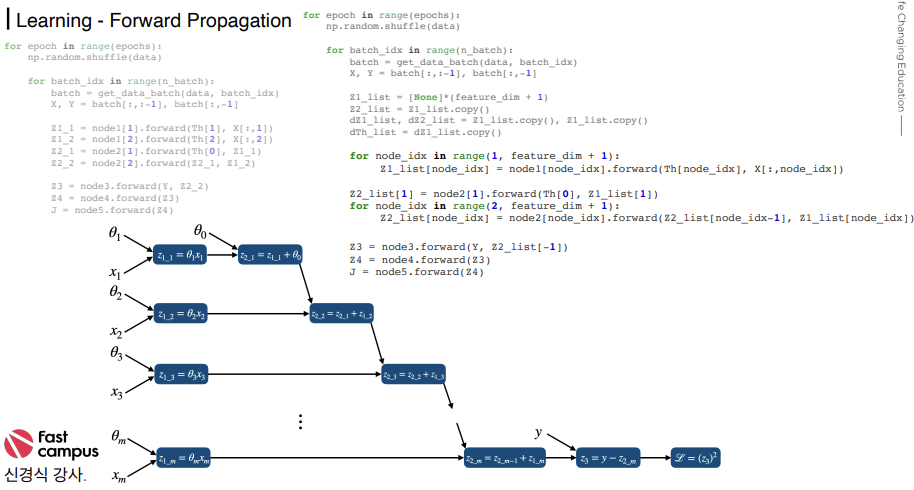 Learning - Forward Propagation
for epoch in range(epochs):
    np.random.shuffle(data)
    for batch_idx in range(n_batch):
        batch = get_data_batch(data, batch_idx)
        X, Y = batch[:,:-1], batch[:,-1]
        Z1_1 = node1[1].forward(Th[1], X[:,1])
        Z1_2 = node1[2].forward(Th[2], X[:,2])
        Z2_1 = node2[1].forward(Th[0], Z1_1)
        Z2_2 = node2[2].forward(Z2_1, Z1_2)
        Z3 = node3.forward(Y, Z2_2)
        Z4 = node4.forward(Z3)
        J = node5.forward(Z4)
for epoch in range(epochs):
    np.random.shuffle(data)
    for batch_idx in range(n_batch):
        batch = get_data_batch(data, batch_idx)
        X, Y = batch[:,:-1], batch[:,-1]
        Z1_list = [None]*(feature_dim + 1)
        Z2_list = Z1_list.copy()
        dZ1_list, dZ2_list = Z1_list.copy(), Z1_list.copy()
        dTh_list = dZ1_list.copy()
        for node_idx in range(1, feature_dim + 1):
            Z1_list[node_idx] = node1[node_idx].forward(Th[node_idx], X[:,node_idx])
        Z2_list[1] = node2[1].forward(Th[0], Z1_list[1])
        for node_idx in range(2, feature_dim + 1):
            Z2_list[node_idx] = node2[node_idx].forward(Z2_list[node_idx-1], Z1_list[node_idx])
        Z3 = node3.forward(Y, Z2_list[-1])
        Z4 = node4.forward(Z3)
        J = node5.forward(Z4)
fe Changing Education
θ₁
θ₀
z₁_₁ = θ₁x₁
z₂_₁ = z₁_₁ + θ₀
x₁
θ₂
z₁_₂ = θ₂x₂
z₂_₂ = z₂_₁ + z₁_₂
x₂
θ₃
z₁_₃ = θ₃x₃
z₂_₃ = z₂_₂ + z₁_₃
x₃
⋮
θₘ
y
z₁_ₘ = θₘxₘ
z₂_ₘ = z₂_ₘ₋₁ + z₁_ₘ
z₃ = y − z₂_ₘ
ℒ = (z₃)²
xₘ
Fast
campus
신경식 강사.